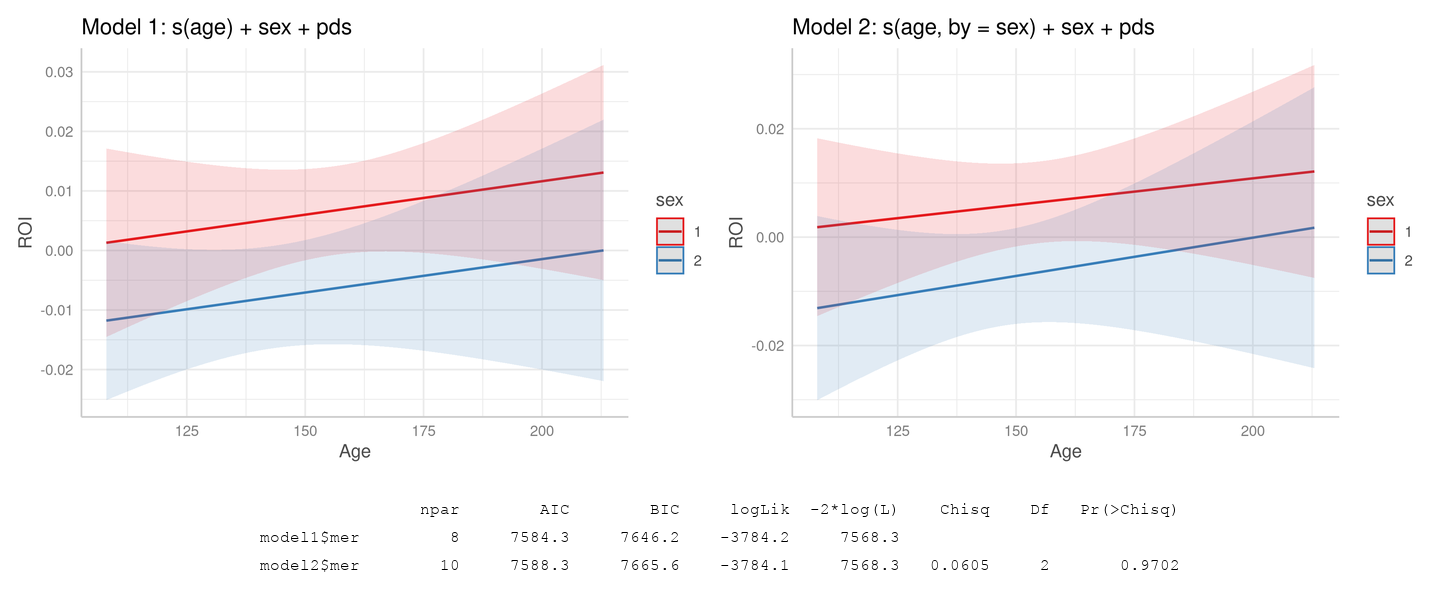 Model 1: s(age) + sex + pds
0.03
0.02
0.01
0.00
-0.01
-0.02
ROI
125 150 175 200
Age
sex
1
2
Model 2: s(age, by = sex) + sex + pds
0.02
0.00
-0.02
ROI
125 150 175 200
Age
sex
1
2
npar AIC BIC logLik -2*log(L) Chisq Df Pr(>Chisq)
model1$mer 8 7584.3 7646.2 -3784.2 7568.3
model2$mer 10 7588.3 7665.6 -3784.1 7568.3 0.0605 2 0.9702